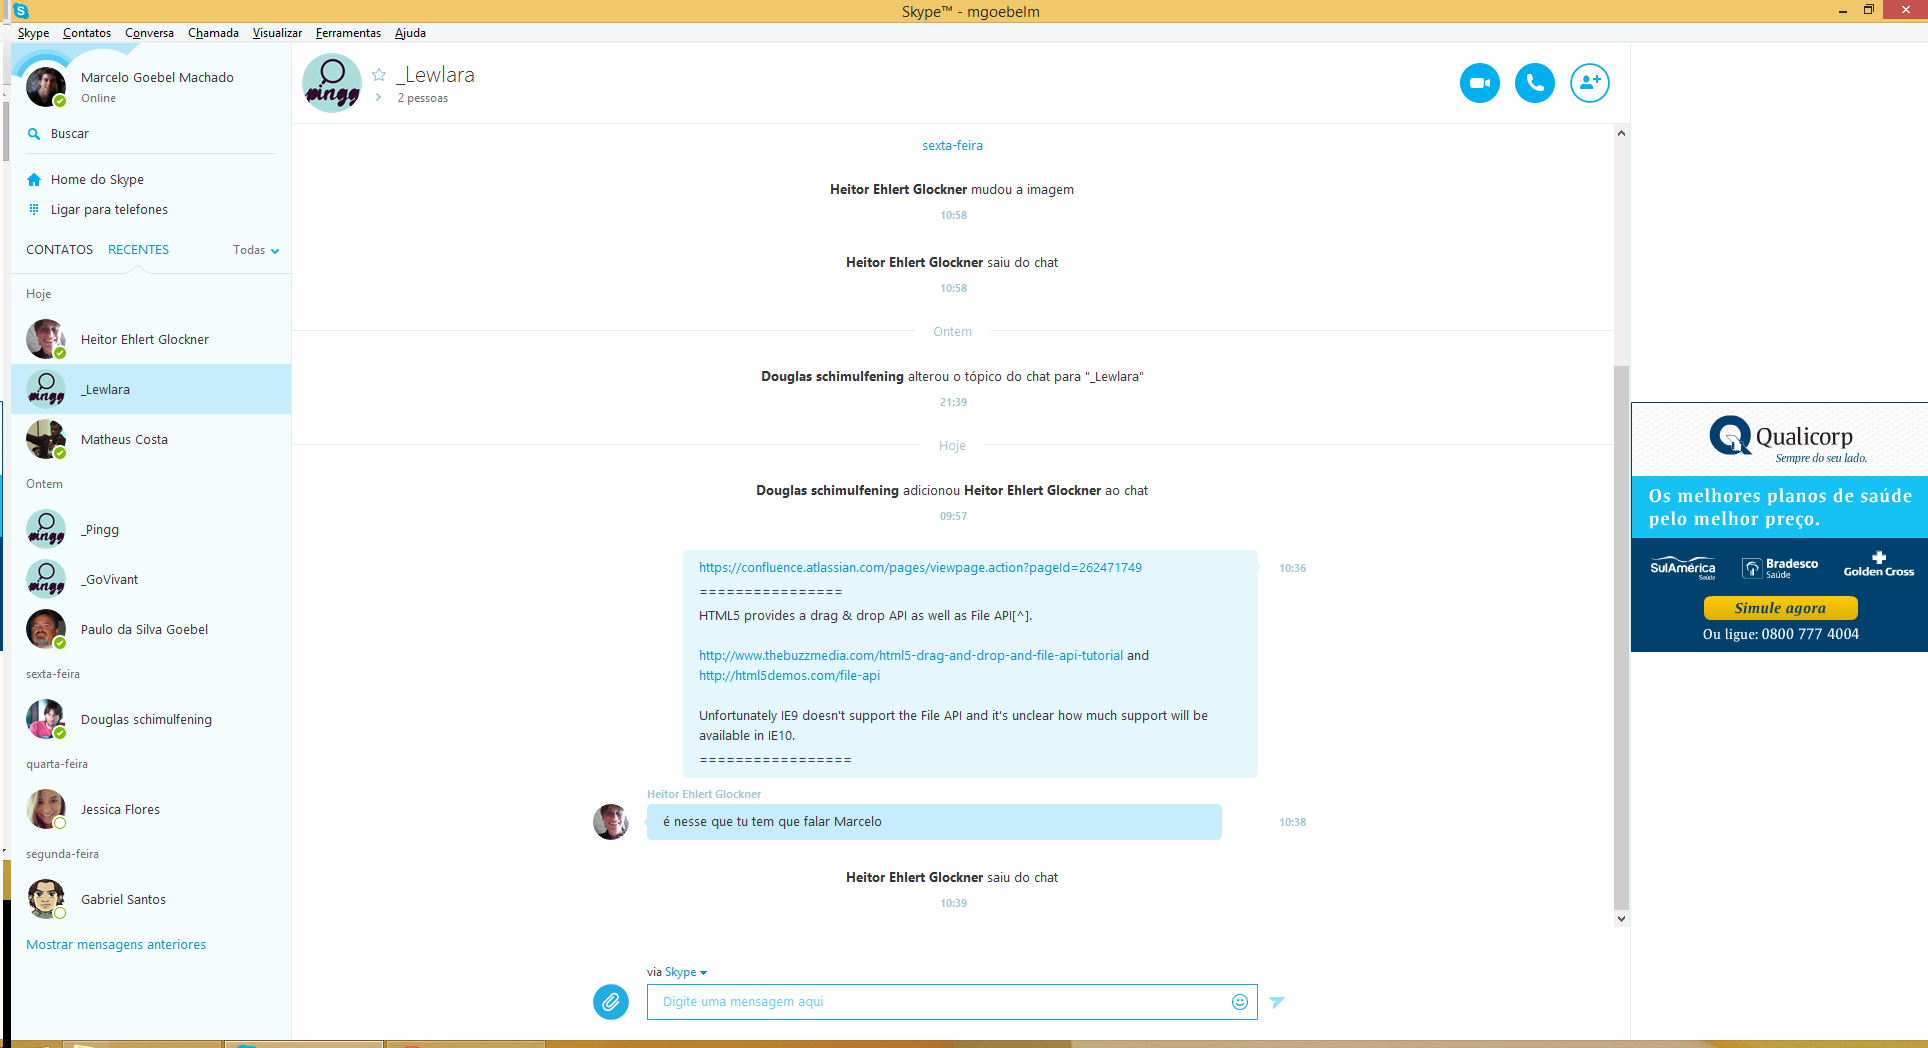 Skype™ - mgoebelm
Skype Contatos Conversa Chamada Visualizar Ferramentas Ajuda
Marcelo Goebel Machado
Online
Buscar
Home do Skype
Ligar para telefones
CONTATOS RECENTES Todas
Hoje
Heitor Ehlert Glockner
_Lewlara
Matheus Costa
Ontem
_Pingg
_GoVivant
Paulo da Silva Goebel
sexta-feira
Douglas schimulfening
quarta-feira
Jessica Flores
segunda-feira
Gabriel Santos
Mostrar mensagens anteriores
pingg
_Lewlara
2 pessoas
sexta-feira
Heitor Ehlert Glockner mudou a imagem
10:58
Heitor Ehlert Glockner saiu do chat
10:58
Ontem
Douglas schimulfening alterou o tópico do chat para "_Lewlara"
21:39
Hoje
Douglas schimulfening adicionou Heitor Ehlert Glockner ao chat
09:57
https://confluence.atlassian.com/pages/viewpage.action?pageId=262471749 10:36
================
HTML5 provides a drag & drop API as well as File API[^].
http://www.thebuzzmedia.com/html5-drag-and-drop-and-file-api-tutorial and
http://html5demos.com/file-api
Unfortunately IE9 doesn't support the File API and it's unclear how much support will be
available in IE10.
=================
Heitor Ehlert Glockner
é nesse que tu tem que falar Marcelo 10:38
Heitor Ehlert Glockner saiu do chat
10:39
via Skype
Digite uma mensagem aqui
Qualicorp
Sempre do seu lado.
Os melhores planos de saúde
pelo melhor preço.
SulAmérica
Saúde
Bradesco
Saúde
Golden Cross
Simule agora
Ou ligue: 0800 777 4004